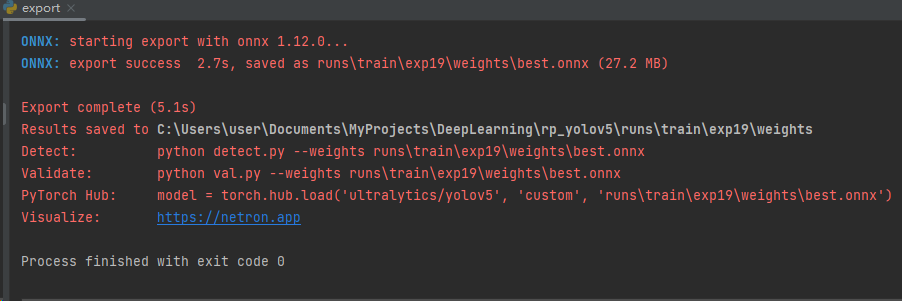 export
ONNX: starting export with onnx 1.12.0...
ONNX: export success  2.7s, saved as runs\train\exp19\weights\best.onnx (27.2 MB)
Export complete (5.1s)
Results saved to C:\Users\user\Documents\MyProjects\DeepLearning\rp_yolov5\runs\train\exp19\weights
Detect:          python detect.py --weights runs\train\exp19\weights\best.onnx
Validate:        python val.py --weights runs\train\exp19\weights\best.onnx
PyTorch Hub:     model = torch.hub.load('ultralytics/yolov5', 'custom', 'runs\train\exp19\weights\best.onnx')
Visualize:       https://netron.app
Process finished with exit code 0